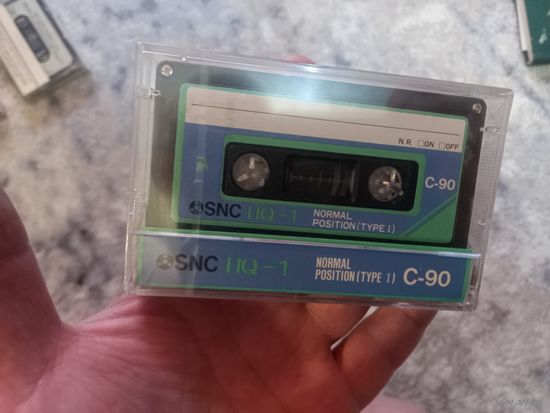 N.R. □ON □OFF
A
C-90
SNC HQ-1 NORMAL
POSITION(TYPE I)
SNC HQ-1 NORMAL
POSITION(TYPE I) C-90